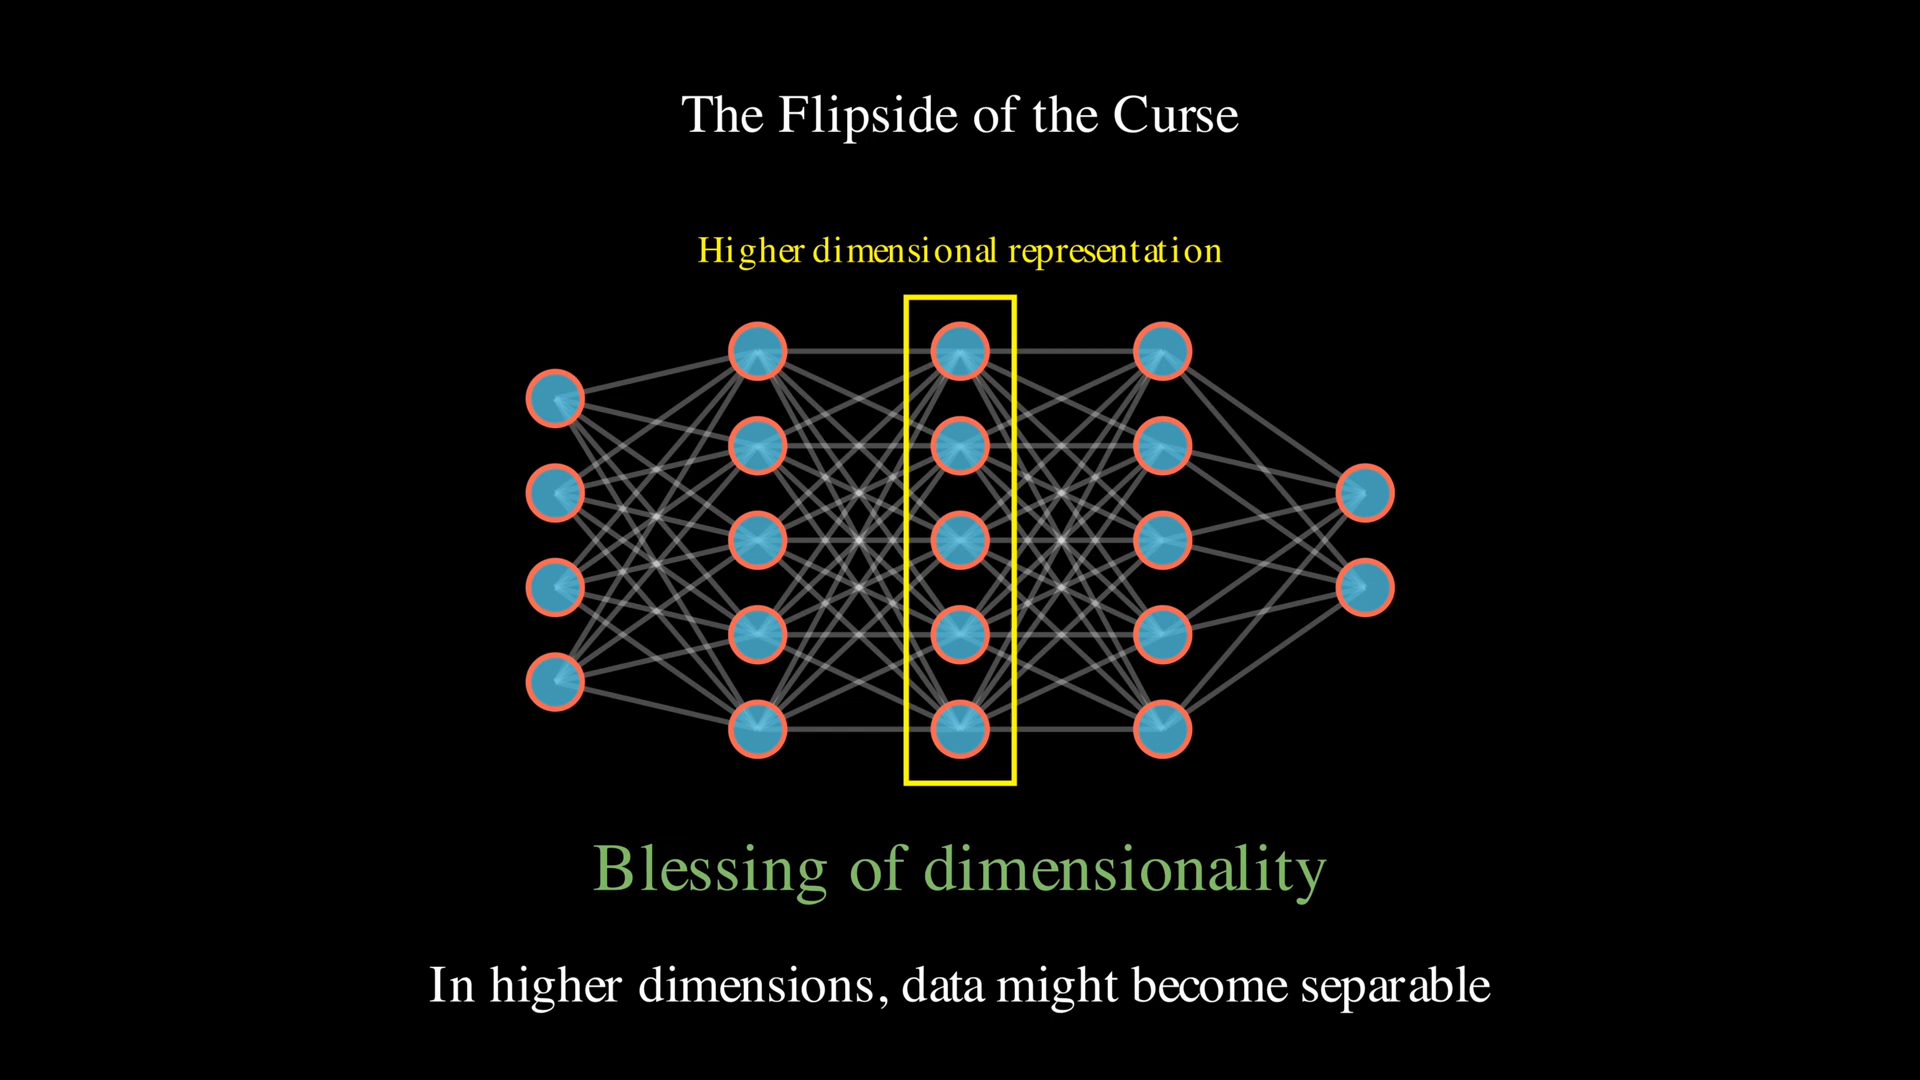 The Flipside of the Curse
Higher dimensional representation
Blessing of dimensionality
In higher dimensions, data might become separable